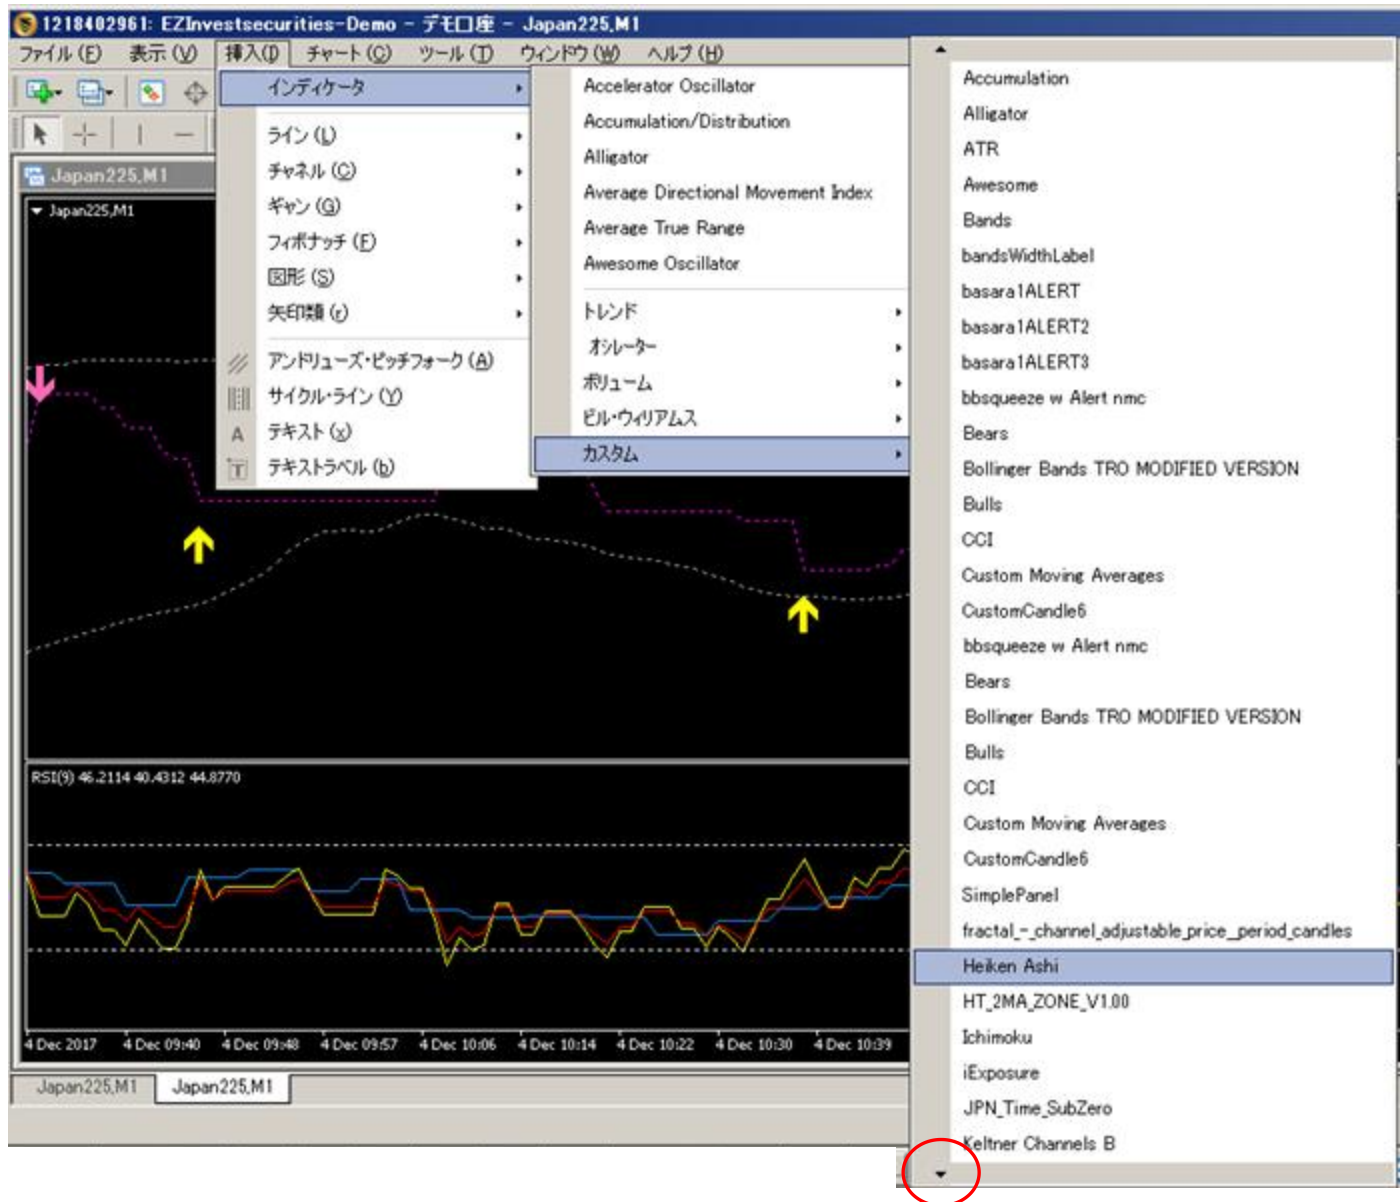 1218402961: EZInvestsecurities-Demo - デモ口座 - Japan225,M1
ファイル (F) 表示 (V) 挿入(I) チャート (C) ツール (T) ウィンドウ (W) ヘルプ (H)
インディケータ
ライン (L)
チャネル (C)
ギャン (G)
フィボナッチ (F)
図形 (S)
矢印類 (r)
アンドリューズ・ピッチフォーク (A)
サイクル・ライン (Y)
A テキスト (x)
T テキストラベル (b)
Accelerator Oscillator
Accumulation/Distribution
Alligator
Average Directional Movement Index
Average True Range
Awesome Oscillator
トレンド
オシレーター
ボリューム
ビル・ウィリアムス
カスタム
Accumulation
Alligator
ATR
Awesome
Bands
bandsWidthLabel
basara1ALERT
basara1ALERT2
basara1ALERT3
bbsqueeze w Alert nmc
Bears
Bollinger Bands TRO MODIFIED VERSION
Bulls
CCI
Custom Moving Averages
CustomCandle6
bbsqueeze w Alert nmc
Bears
Bollinger Bands TRO MODIFIED VERSION
Bulls
CCI
Custom Moving Averages
CustomCandle6
SimplePanel
fractal_-_channel_adjustable_price__period_candles
Heiken Ashi
HT_2MA_ZONE_V1.00
Ichimoku
iExposure
JPN_Time_SubZero
Keltner Channels B
Japan225,M1
Japan225,M1
RSI(9) 46.2114 40.4312 44.8770
4 Dec 2017 4 Dec 09:40 4 Dec 09:48 4 Dec 09:57 4 Dec 10:06 4 Dec 10:14 4 Dec 10:22 4 Dec 10:30 4 Dec 10:39
Japan225,M1 Japan225,M1